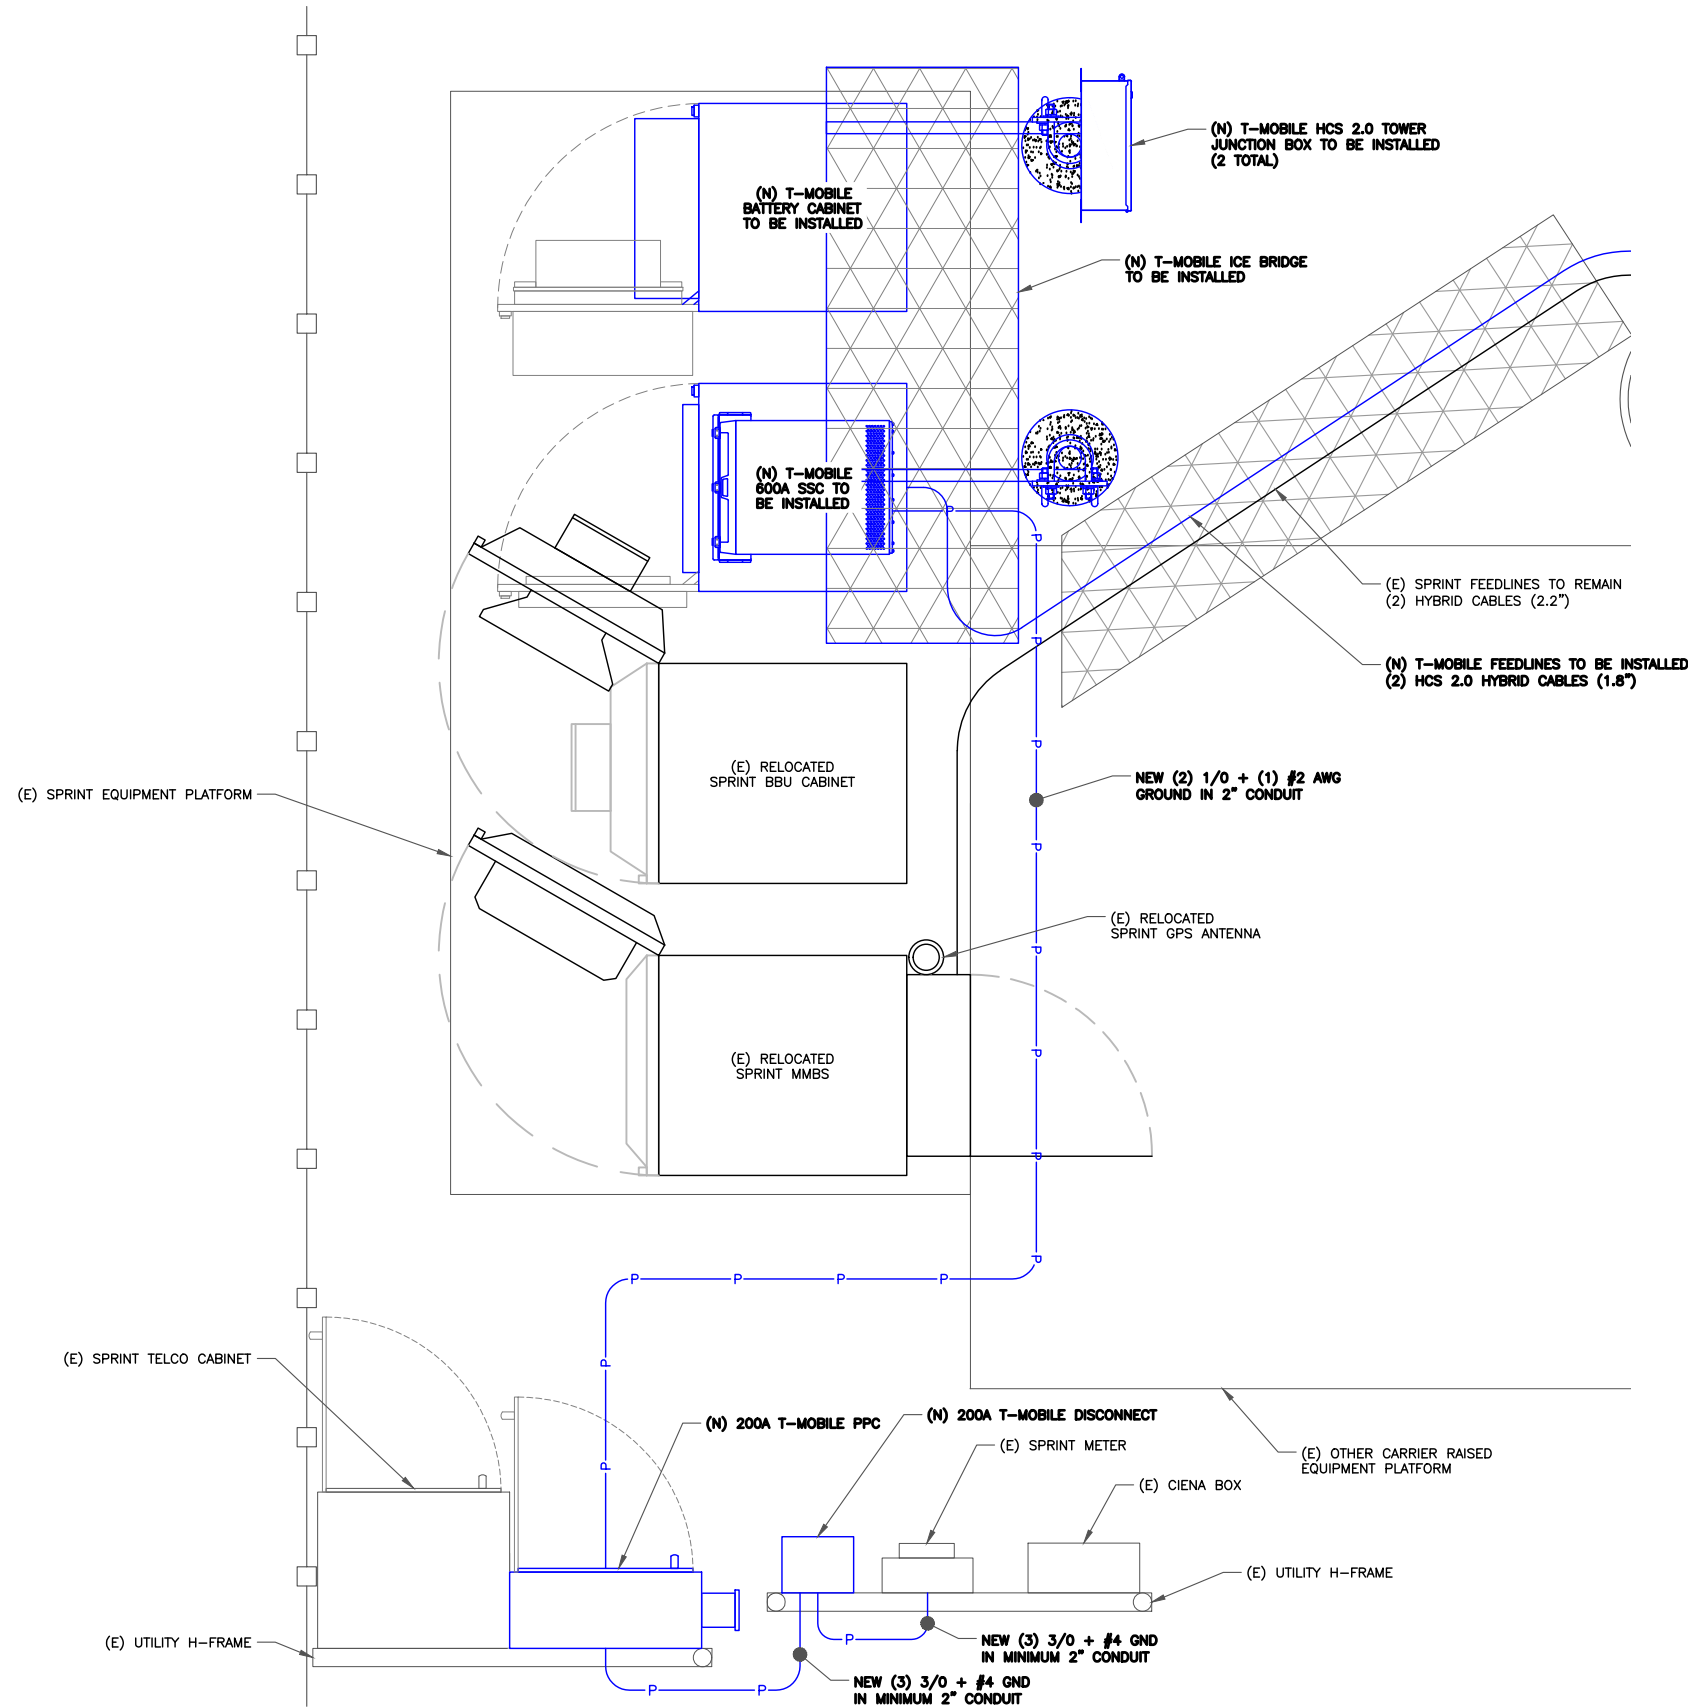 (N) T-MOBILE HCS 2.0 TOWER
JUNCTION BOX TO BE INSTALLED
(2 TOTAL)
(N) T-MOBILE
BATTERY CABINET
TO BE INSTALLED
(N) T-MOBILE ICE BRIDGE
TO BE INSTALLED
(N) T-MOBILE
600A SSC TO
BE INSTALLED
P
P
(E) SPRINT FEEDLINES TO REMAIN
(2) HYBRID CABLES (2.2")
P
(N) T-MOBILE FEEDLINES TO BE INSTALLED
(2) HCS 2.0 HYBRID CABLES (1.8")
P
(E) RELOCATED
SPRINT BBU CABINET
NEW (2) 1/0 + (1) #2 AWG
GROUND IN 2" CONDUIT
(E) SPRINT EQUIPMENT PLATFORM
P
(E) RELOCATED
SPRINT GPS ANTENNA
P
P
(E) RELOCATED
SPRINT MMBS
P
P
P
P
P
P
(E) SPRINT TELCO CABINET
P
(N) 200A T-MOBILE PPC
(N) 200A T-MOBILE DISCONNECT
(E) SPRINT METER
(E) OTHER CARRIER RAISED
EQUIPMENT PLATFORM
P
(E) CIENA BOX
(E) UTILITY H-FRAME
(E) UTILITY H-FRAME
P
NEW (3) 3/0 + #4 GND
IN MINIMUM 2" CONDUIT
P
P
NEW (3) 3/0 + #4 GND
IN MINIMUM 2" CONDUIT